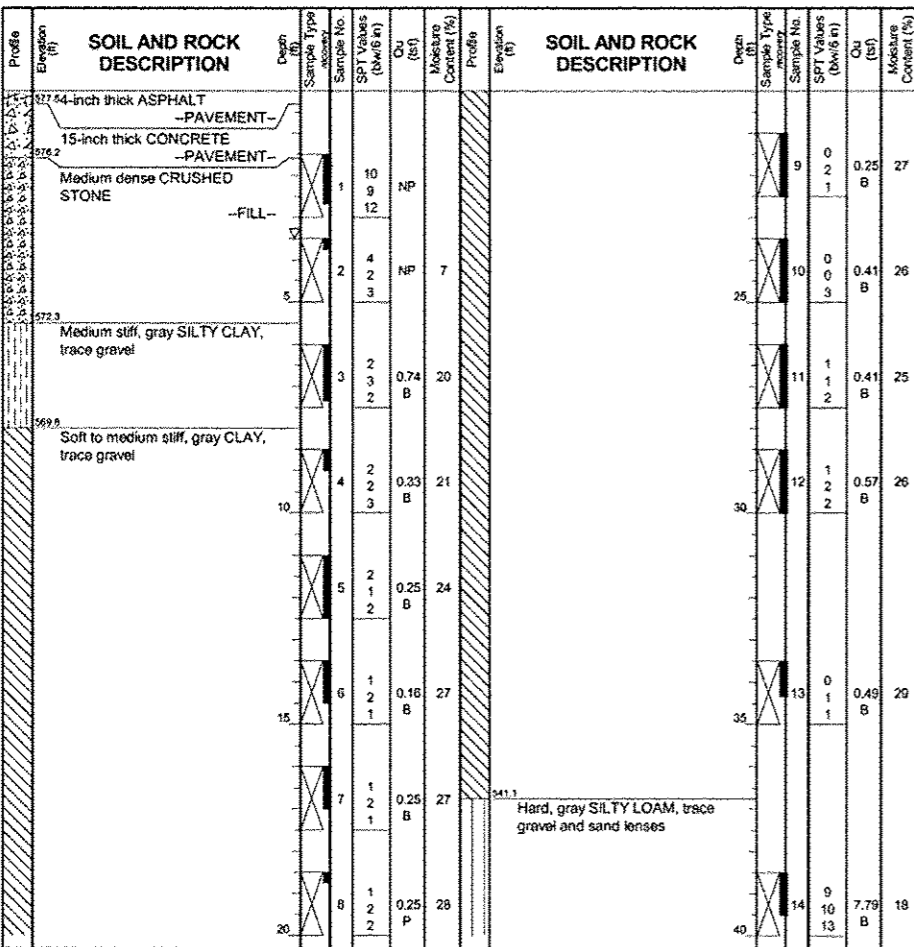 Profile
Elevation (ft)
SOIL AND ROCK
DESCRIPTION
Depth (ft)
Sample Type
recovery
Sample No.
SPT Values (blw/6 in)
Qu (tsf)
Moisture Content (%)
Profile
Elevation (ft)
SOIL AND ROCK
DESCRIPTION
Depth (ft)
Sample Type
recovery
Sample No.
SPT Values (blw/6 in)
Qu (tsf)
Moisture Content (%)
577.5 4-inch thick ASPHALT
--PAVEMENT--
15-inch thick CONCRETE
576.2 --PAVEMENT--
Medium dense CRUSHED
STONE
--FILL--
1 10 9 12 NP
2 4 2 3 NP 7
5
572.3
Medium stiff, gray SILTY CLAY,
trace gravel
3 2 3 2 0.74 B 20
569.8
Soft to medium stiff, gray CLAY,
trace gravel
4 2 2 3 0.33 B 21
10
5 2 1 2 0.25 B 24
6 1 2 1 0.16 B 27
15
7 1 2 1 0.25 B 27
8 1 2 2 0.25 P 28
20
9 0 2 1 0.25 B 27
10 0 0 3 0.41 B 26
25
11 1 1 2 0.41 B 25
12 1 2 2 0.57 B 26
30
13 0 1 1 0.49 B 29
35
541.1
Hard, gray SILTY LOAM, trace
gravel and sand lenses
14 9 10 13 7.79 B 18
40